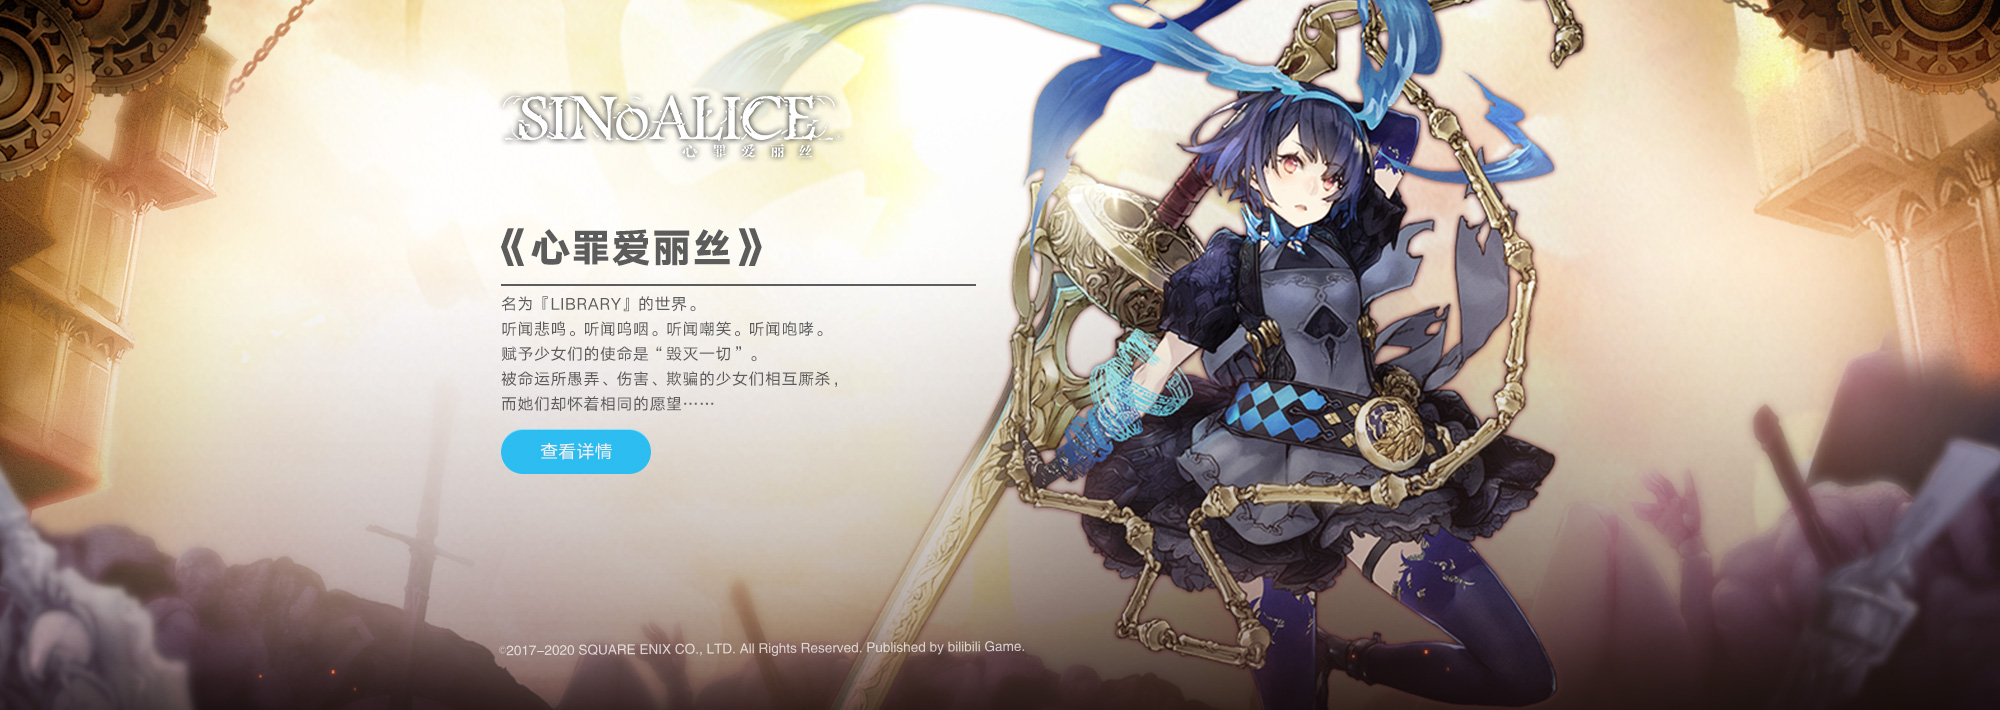 SINoALICE
心罪爱丽丝
《心罪爱丽丝》
名为『LIBRARY』的世界。
听闻悲鸣。听闻呜咽。听闻嘲笑。听闻咆哮。
赋予少女们的使命是“毁灭一切”。
被命运所愚弄、伤害、欺骗的少女们相互厮杀，
而她们却怀着相同的愿望……
查看详情
©2017-2020 SQUARE ENIX CO., LTD. All Rights Reserved. Published by bilibili Game.